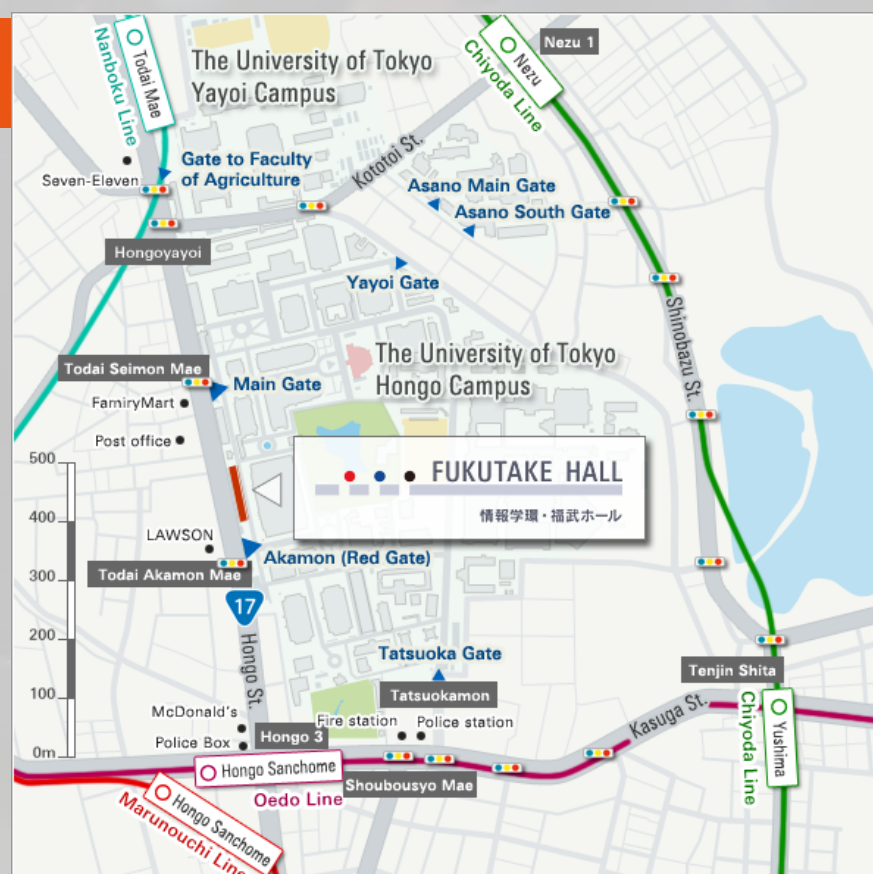 Nezu 1
Nanboku Line
Todai Mae
The University of Tokyo
Yayoi Campus
Chiyoda Line
Nezu
Seven-Eleven
Gate to Faculty
of Agriculture
Kototoi St.
Asano Main Gate
Asano South Gate
Hongoyayoi
Yayoi Gate
Shinobazu St.
Todai Seimon Mae
Main Gate
The University of Tokyo
Hongo Campus
FamiryMart
Post office
500
FUKUTAKE HALL
情報学環・福武ホール
400
LAWSON
Akamon (Red Gate)
300
Todai Akamon Mae
17
200
Hongo St.
Tatsuoka Gate
Tenjin Shita
100
Tatsuokamon
McDonald's
Fire station
Police station
Kasuga St.
Chiyoda Line
Yushima
0m
Police Box
Hongo 3
Hongo Sanchome
Oedo Line
Shoubousyo Mae
Hongo Sanchome
Marunouchi Line